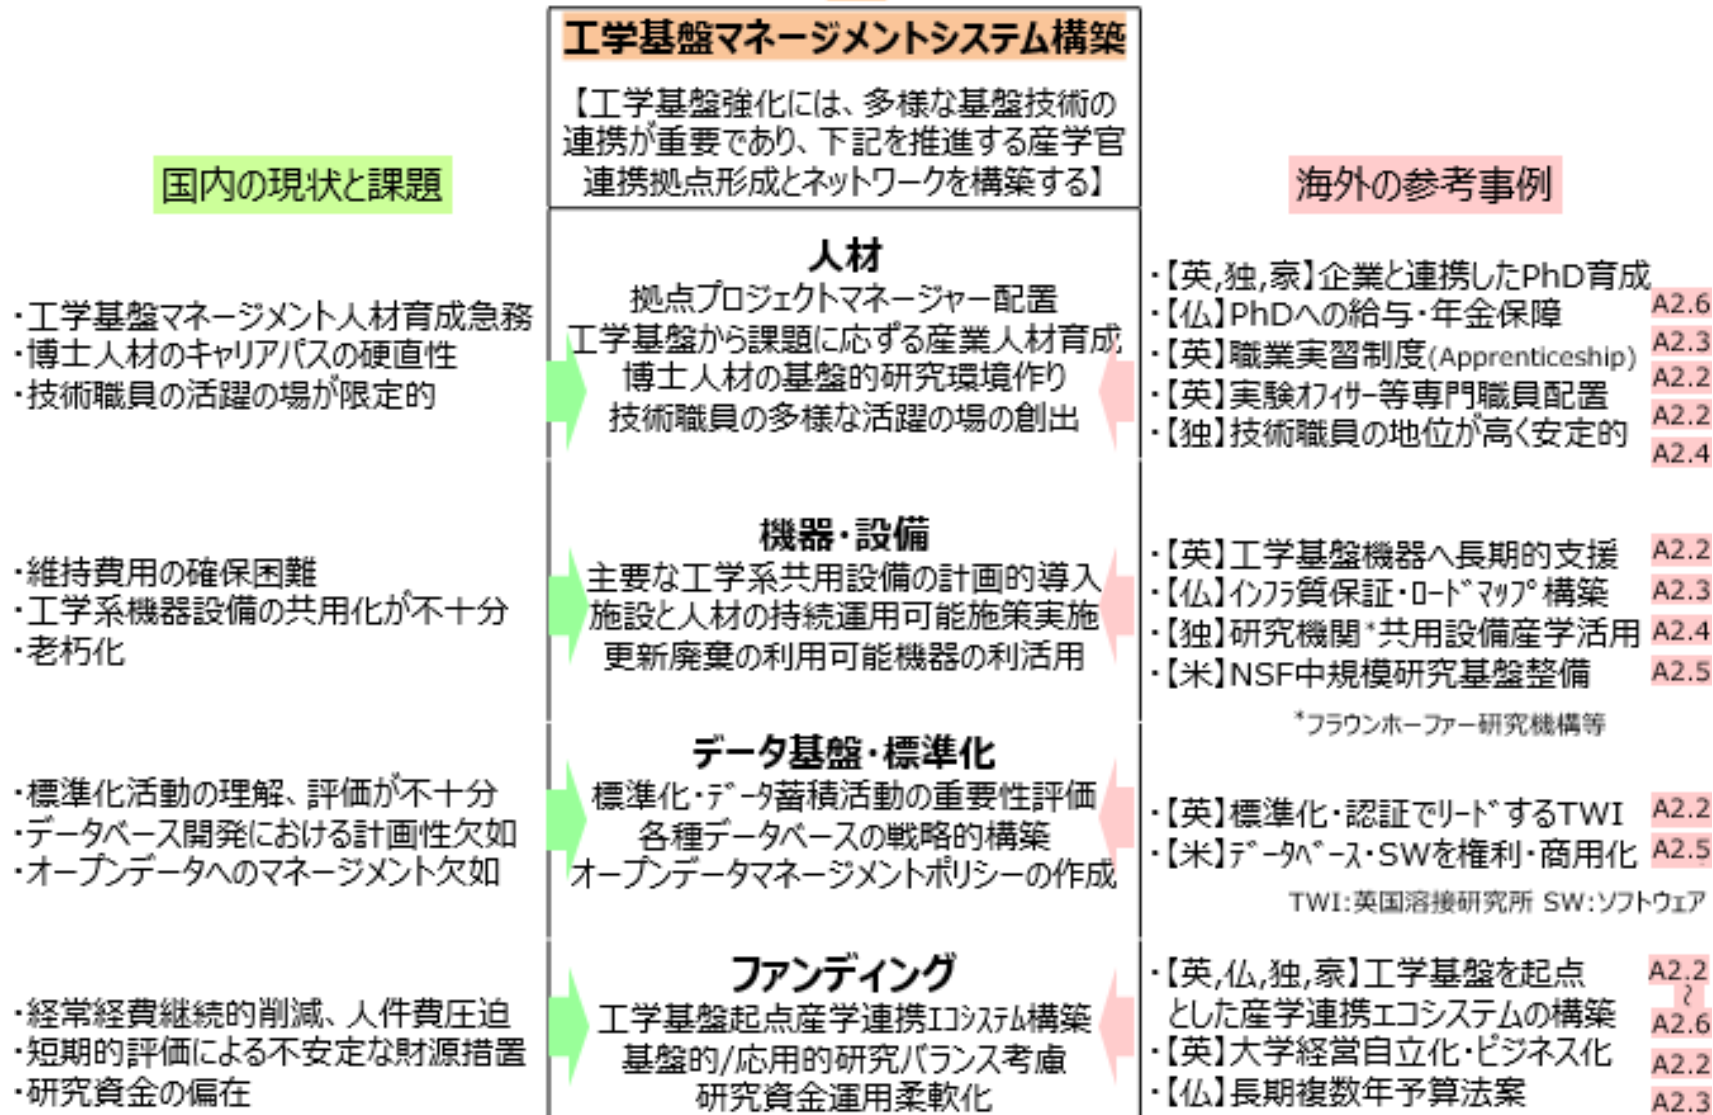 工学基盤マネージメントシステム構築
【工学基盤強化には、多様な基盤技術の
連携が重要であり、下記を推進する産学官
連携拠点形成とネットワークを構築する】
国内の現状と課題
海外の参考事例
人材
拠点プロジェクトマネージャー配置
工学基盤から課題に応ずる産業人材育成
博士人材の基盤的研究環境作り
技術職員の多様な活躍の場の創出
・工学基盤マネージメント人材育成急務
・博士人材のキャリアパスの硬直性
・技術職員の活躍の場が限定的
・【英,独,豪】企業と連携したPhD育成
・【仏】PhDへの給与・年金保障
・【英】職業実習制度(Apprenticeship)
・【英】実験オフィサー等専門職員配置
・【独】技術職員の地位が高く安定的
A2.6
A2.3
A2.2
A2.2
A2.4
機器・設備
主要な工学系共用設備の計画的導入
施設と人材の持続運用可能施策実施
更新廃棄の利用可能機器の利活用
・維持費用の確保困難
・工学系機器設備の共用化が不十分
・老朽化
・【英】工学基盤機器へ長期的支援 A2.2
・【仏】インフラ質保証・ロードマップ構築 A2.3
・【独】研究機関*共用設備産学活用 A2.4
・【米】NSF中規模研究基盤整備 A2.5
*フラウンホーファー研究機構等
データ基盤・標準化
標準化・データ蓄積活動の重要性評価
各種データベースの戦略的構築
オープンデータマネージメントポリシーの作成
・標準化活動の理解、評価が不十分
・データベース開発における計画性欠如
・オープンデータへのマネージメント欠如
・【英】標準化・認証でリードするTWI A2.2
・【米】データベース・SWを権利・商用化 A2.5
TWI:英国溶接研究所 SW:ソフトウェア
ファンディング
工学基盤起点産学連携エコシステム構築
基盤的/応用的研究バランス考慮
研究資金運用柔軟化
・経常経費継続的削減、人件費圧迫
・短期的評価による不安定な財源措置
・研究資金の偏在
・【英,仏,独,豪】工学基盤を起点
とした産学連携エコシステムの構築
・【英】大学経営自立化・ビジネス化
・【仏】長期複数年予算法案
A2.2
~
A2.6
A2.2
A2.3